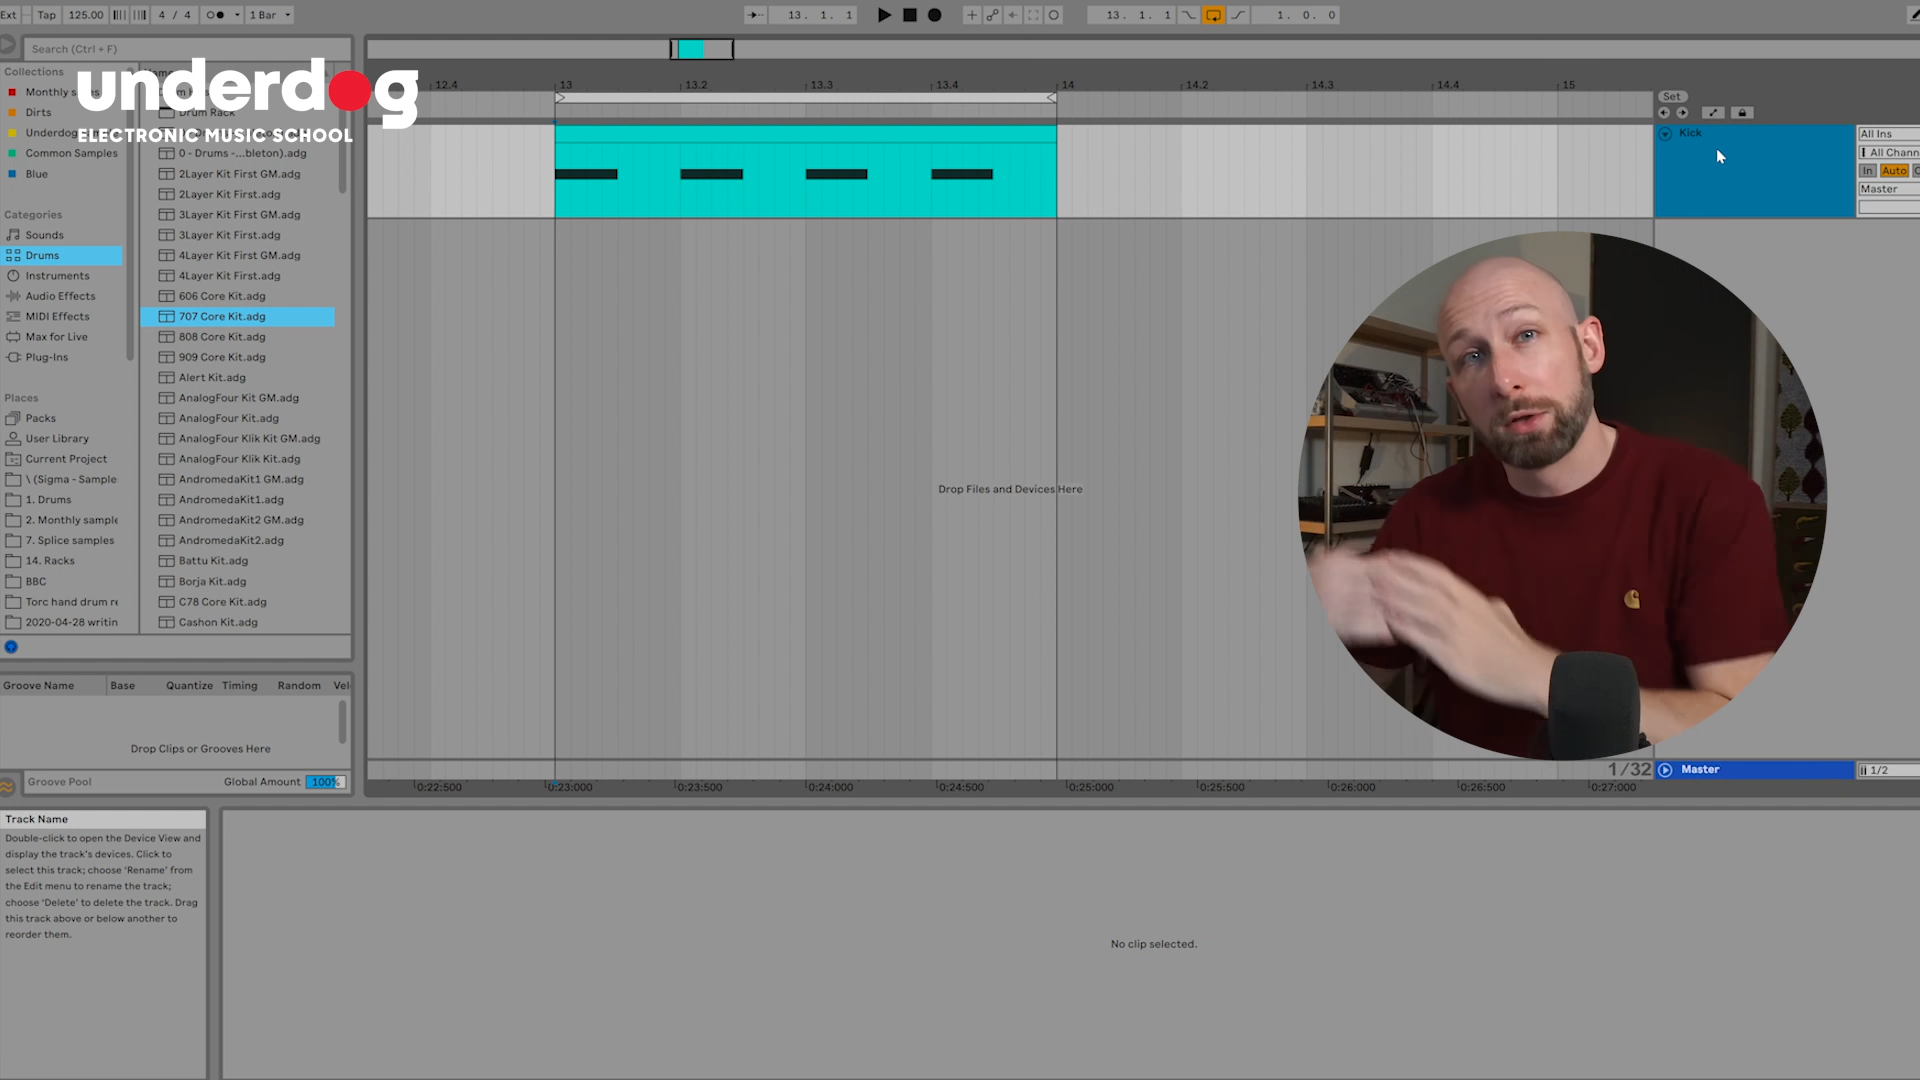 Ext
Tap
125.00
4 / 4
1 Bar
13. 1. 1
13. 1. 1
1. 0. 0
Search (Ctrl + F)
underdog
ELECTRONIC MUSIC SCHOOL
Collections
Monthly
Dirts
Underdog
Common Samples
Blue
Categories
Sounds
Drums
Instruments
Audio Effects
MIDI Effects
Max for Live
Plug-Ins
Places
Packs
User Library
Current Project
\ (Sigma - Sample
1. Drums
2. Monthly sample
7. Splice samples
14. Racks
BBC
Torc hand drum re
2020-04-28 writin
Drum Rack
0 - Drums -...bleton).adg
2Layer Kit First GM.adg
2Layer Kit First.adg
3Layer Kit First GM.adg
3Layer Kit First.adg
4Layer Kit First GM.adg
4Layer Kit First.adg
606 Core Kit.adg
707 Core Kit.adg
808 Core Kit.adg
909 Core Kit.adg
Alert Kit.adg
AnalogFour Kit GM.adg
AnalogFour Kit.adg
AnalogFour Klik Kit GM.adg
AnalogFour Klik Kit.adg
AndromedaKit1 GM.adg
AndromedaKit1.adg
AndromedaKit2 GM.adg
AndromedaKit2.adg
Battu Kit.adg
Borja Kit.adg
C78 Core Kit.adg
Cashon Kit.adg
12.4
13
13.2
13.3
13.4
14
14.2
14.3
14.4
15
Set
Kick
All Ins
All Chann
In
Auto
Master
Drop Files and Devices Here
1/32
Master
1/2
0:22:500
0:23:000
0:23:500
0:24:000
0:24:500
0:25:000
0:25:500
0:26:000
0:26:500
0:27:000
Groove Name
Base
Quantize
Timing
Random
Vel
Drop Clips or Grooves Here
Groove Pool
Global Amount
100%
Track Name
Double-click to open the Device View and
display the track's devices. Click to
select this track; choose 'Rename' from
the Edit menu to rename the track;
choose 'Delete' to delete the track. Drag
this track above or below another to
reorder them.
No clip selected.